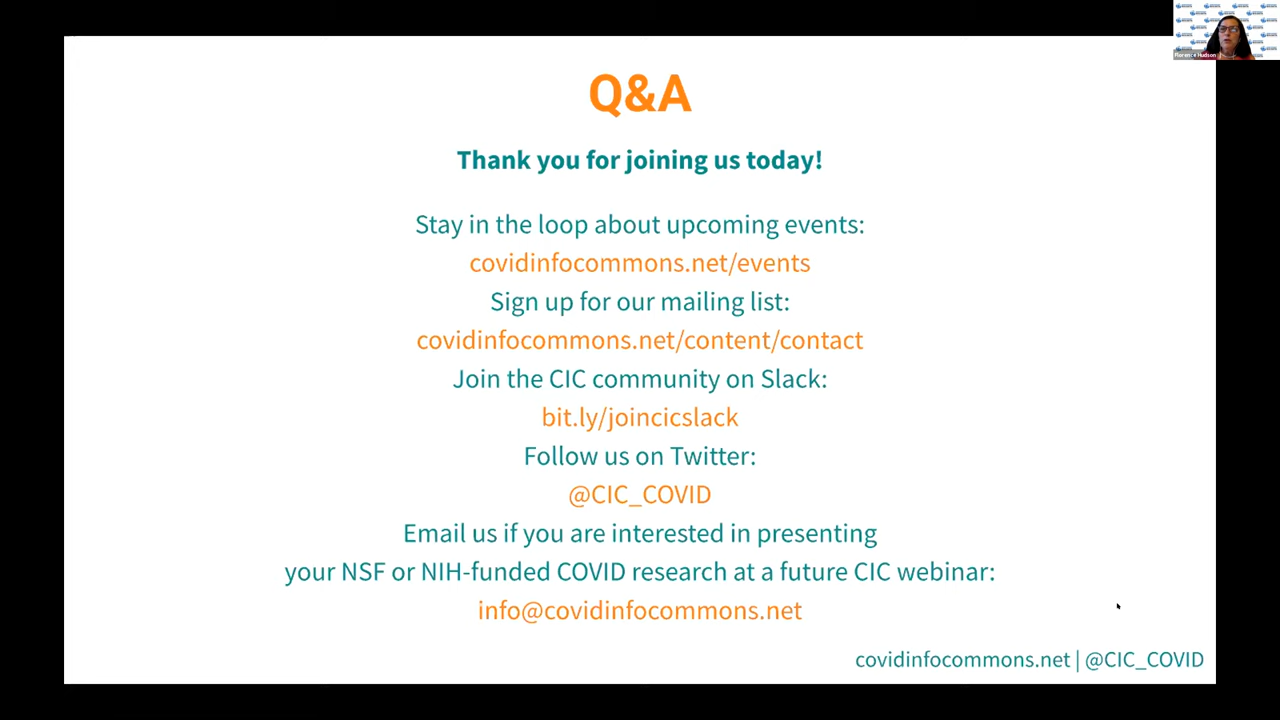 Q&A
Thank you for joining us today!
Stay in the loop about upcoming events:
covidinfocommons.net/events
Sign up for our mailing list:
covidinfocommons.net/content/contact
Join the CIC community on Slack:
bit.ly/joincicslack
Follow us on Twitter:
@CIC_COVID
Email us if you are interested in presenting
your NSF or NIH-funded COVID research at a future CIC webinar:
info@covidinfocommons.net
covidinfocommons.net | @CIC_COVID
Florence Hudson